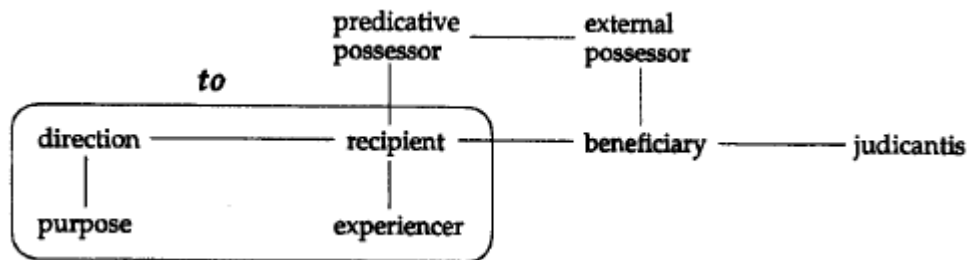 predicative external
possessor possessor
to
direction recipient beneficiary judicantis
purpose experiencer